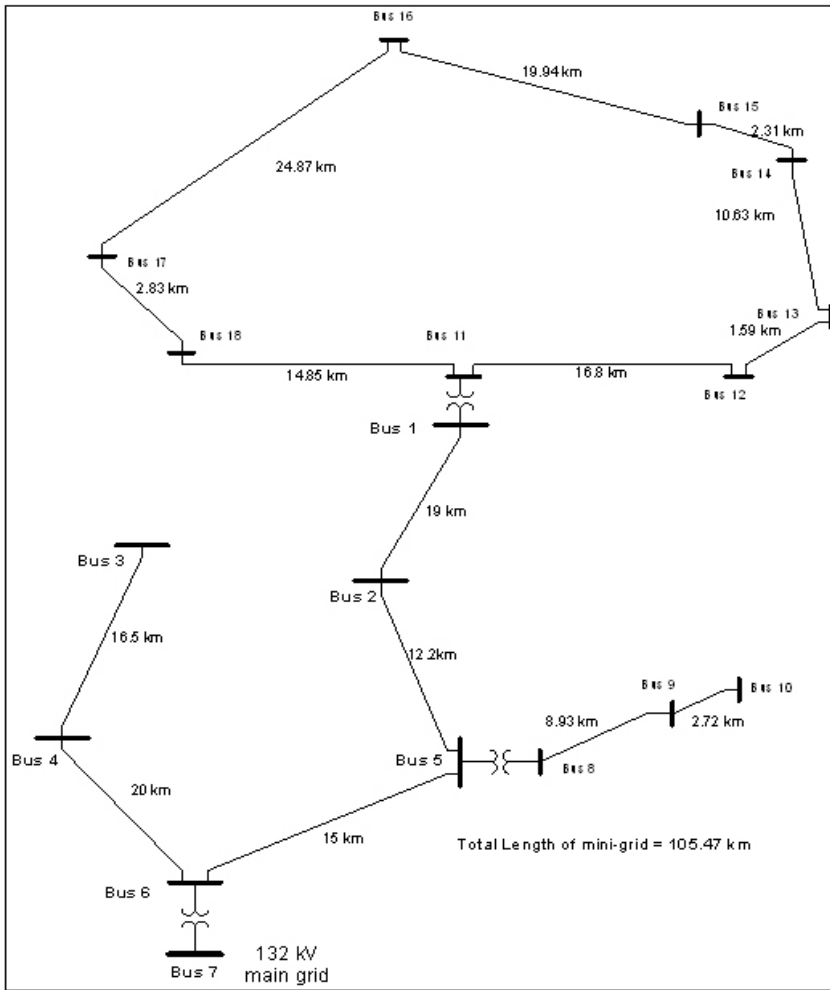 Bus 16
19.94 km
Bus 15
2.31 km
24.87 km
Bus 14
10.63 km
Bus 17
2.83 km
Bus 13
Bus 18
Bus 11
1.59 km
14.85 km
16.8 km
Bus 12
Bus 1
19 km
Bus 3
Bus 2
16.5 km
12.2km
Bus 9
Bus 10
8.93 km
2.72 km
Bus 4
Bus 5
Bus 8
20 km
15 km
Total Length of mini-grid = 105.47 km
Bus 6
132 kV
Bus 7
main grid